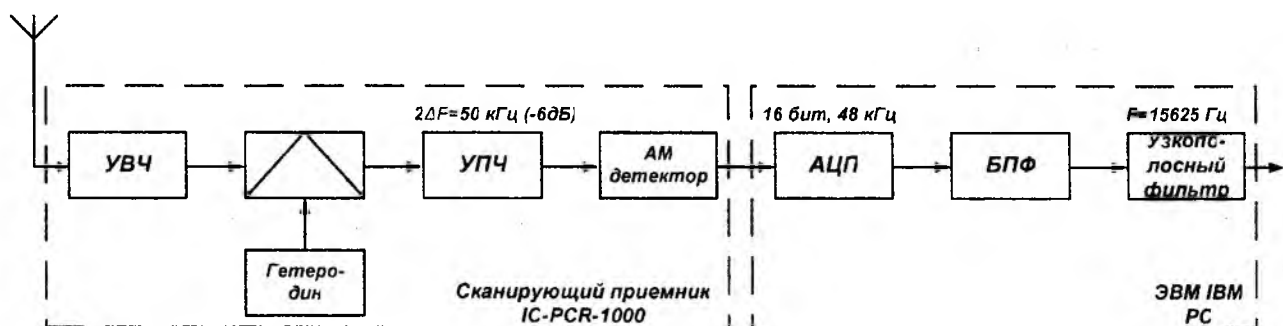 2ΔF=50 кГц (-6дБ)
16 бит, 48 кГц
F=15625 Гц
УВЧ
УПЧ
АМ
детектор
АЦП
БПФ
Узкопо-
лосный
фильтр
Гетеро-
дин
Сканирующий приемник
IC-PCR-1000
ЭВМ IBM
PC